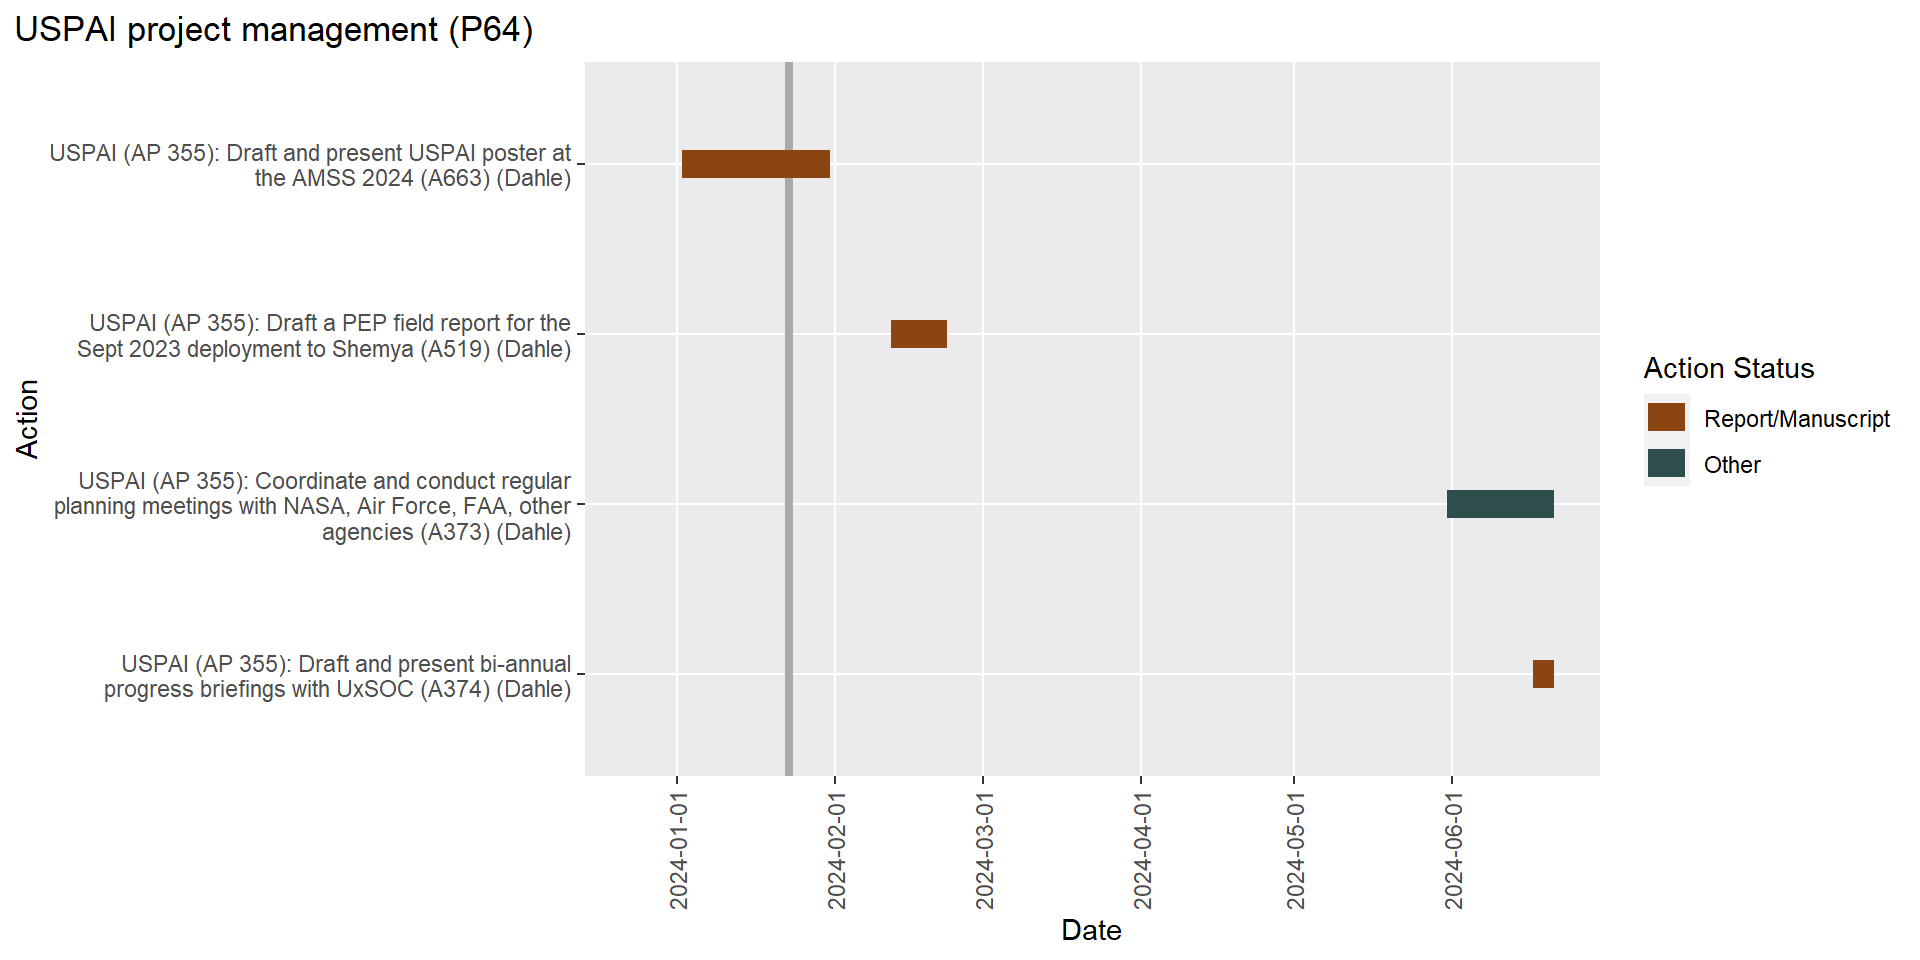 USPAI project management (P64)
USPAI (AP 355): Draft and present USPAI poster at
the AMSS 2024 (A663) (Dahle)
USPAI (AP 355): Draft a PEP field report for the
Sept 2023 deployment to Shemya (A519) (Dahle)
USPAI (AP 355): Coordinate and conduct regular
planning meetings with NASA, Air Force, FAA, other
agencies (A373) (Dahle)
USPAI (AP 355): Draft and present bi-annual
progress briefings with UxSOC (A374) (Dahle)
Action
2024-01-01
2024-02-01
2024-03-01
2024-04-01
2024-05-01
2024-06-01
Date
Action Status
Report/Manuscript
Other